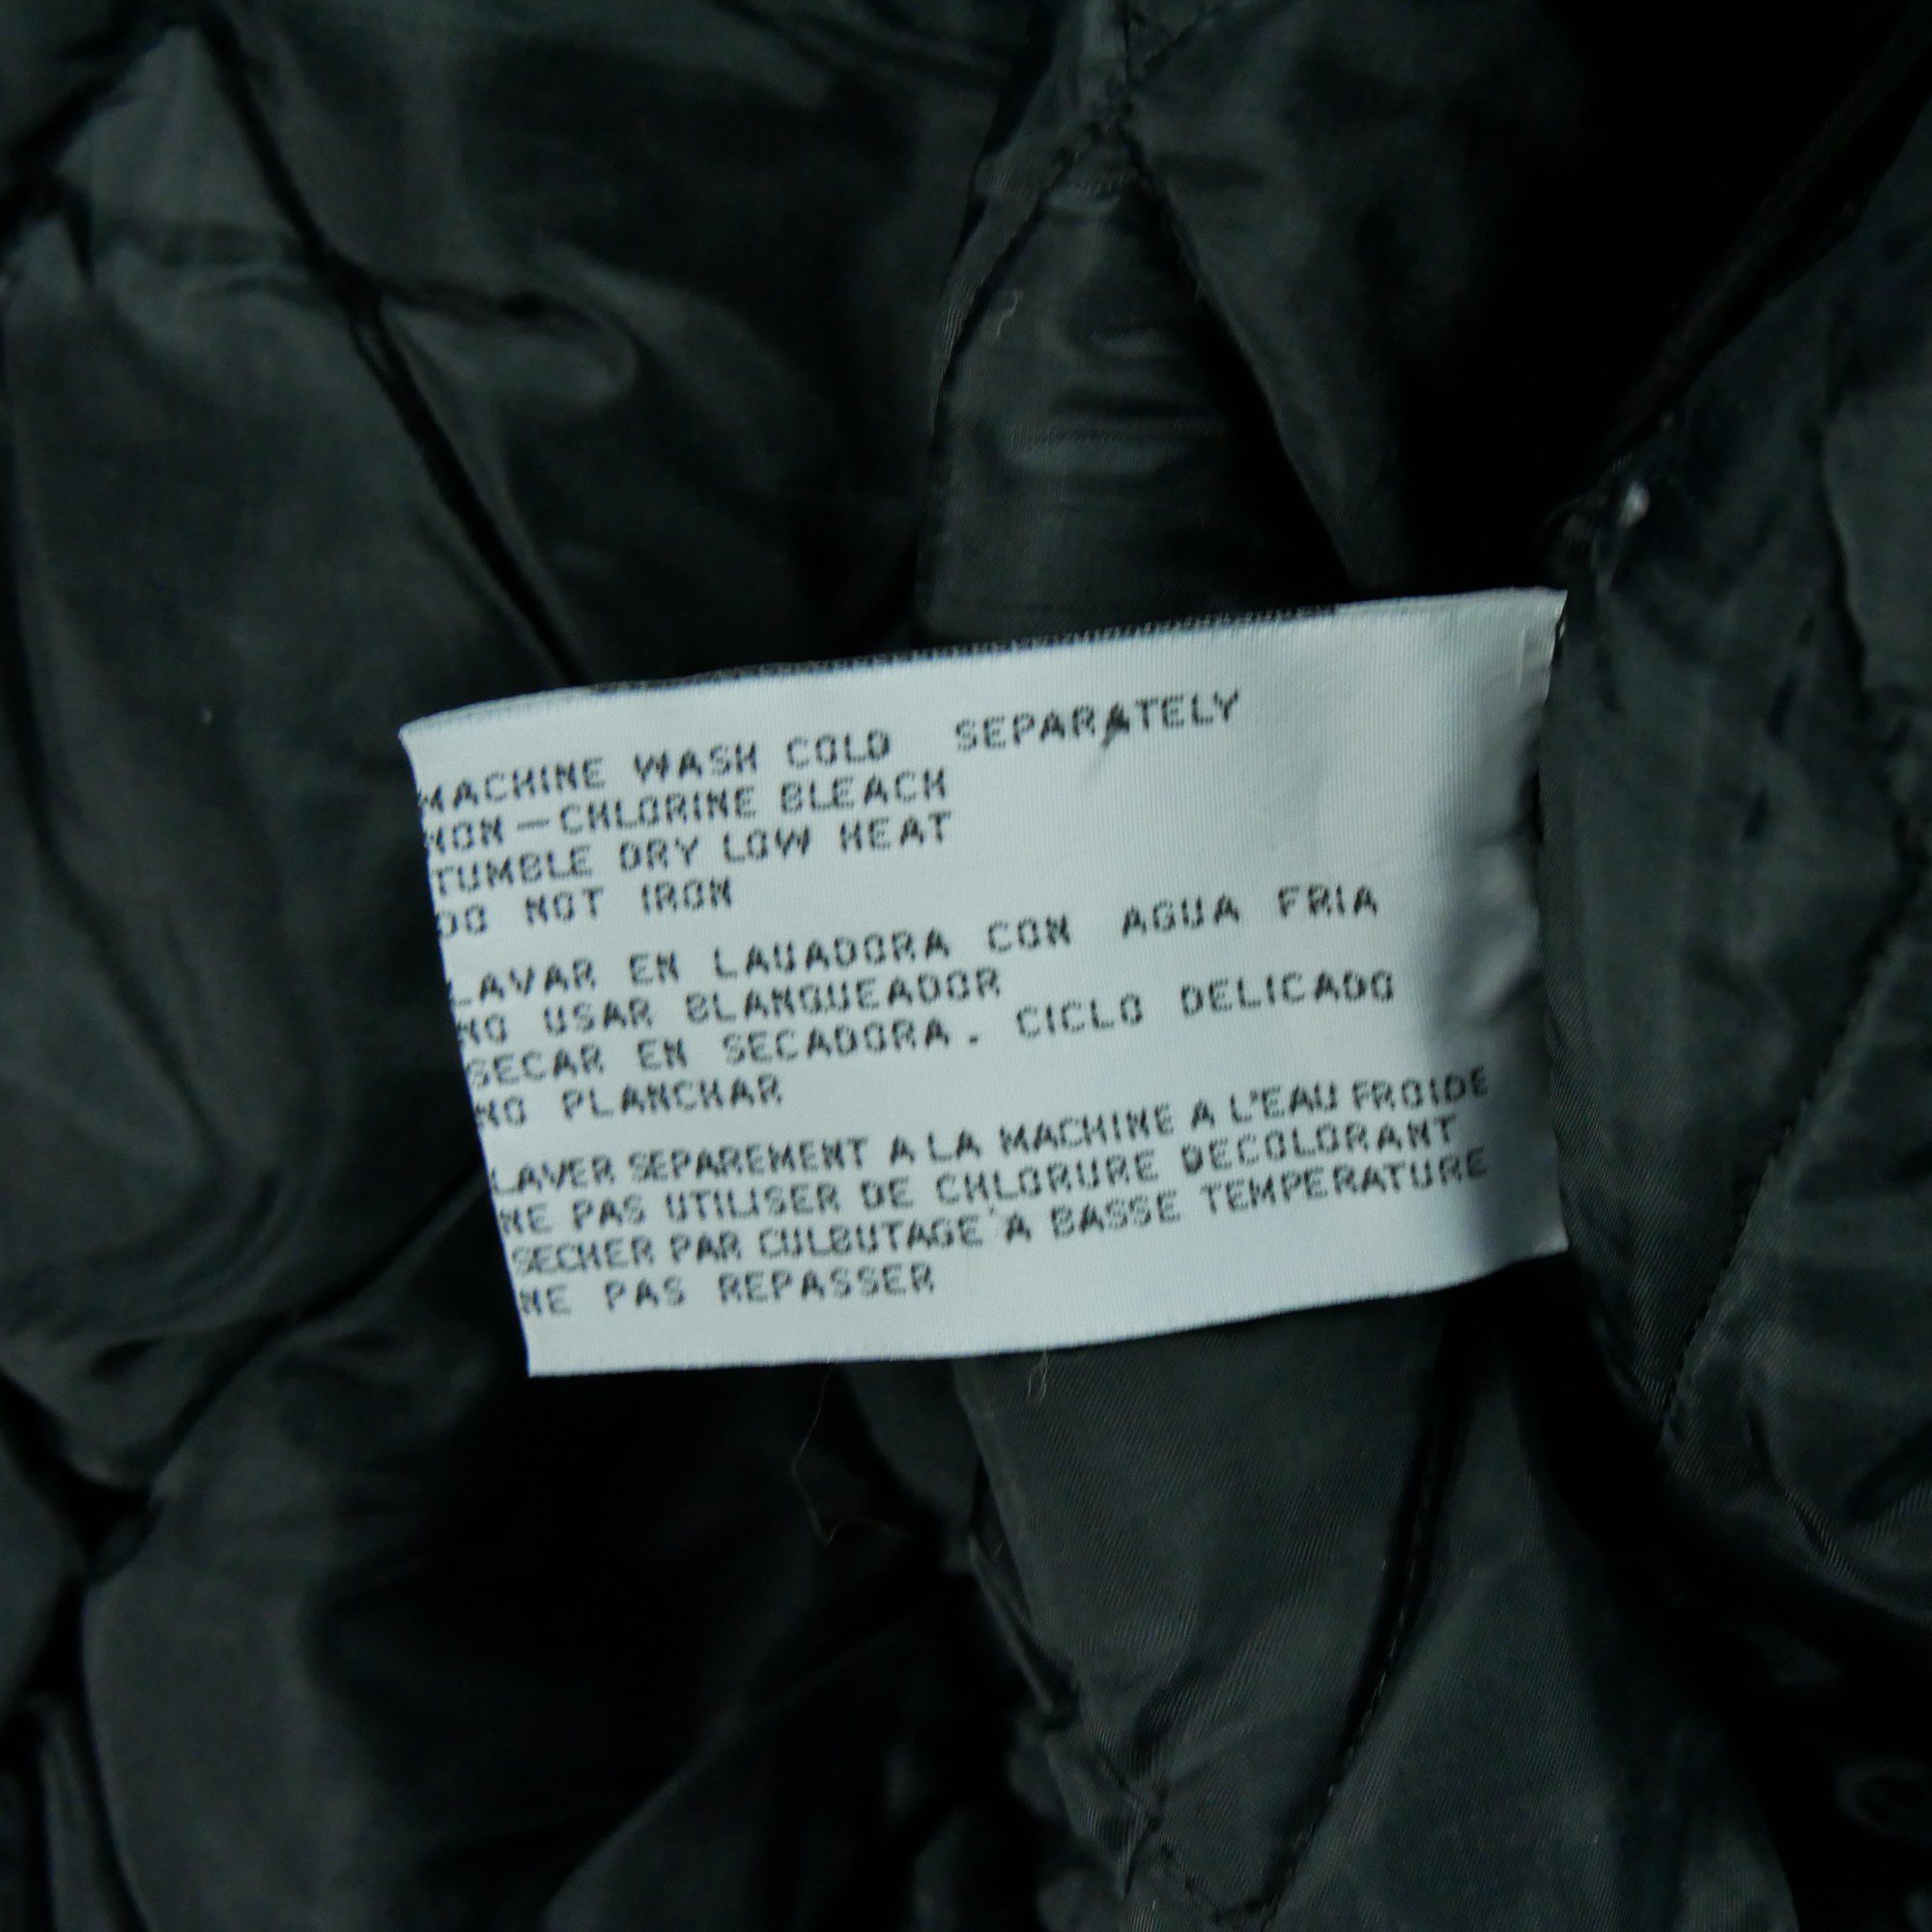 MACHINE WASH COLD SEPARATELY
NON-CHLORINE BLEACH
TUMBLE DRY LOW HEAT
DO NOT IRON
LAVAR EN LAUADORA CON AGUA FRIA
NO USAR BLANQUEADOR
SECAR EN SECADORA. CICLO DELICADO
NO PLANCHAR
LAVER SEPAREMENT A LA MACHINE A L'EAU FROIDE
NE PAS UTILISER DE CHLORURE DECOLORANT
SECHER PAR CULBUTAGE À BASSE TEMPERATURE
NE PAS REPASSER